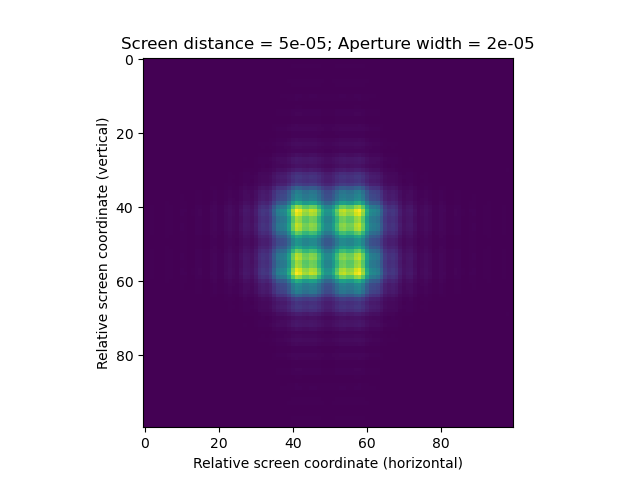 Screen distance = 5e-05; Aperture width = 2e-05
0
20
40
60
80
Relative screen coordinate (vertical)
0 20 40 60 80
Relative screen coordinate (horizontal)